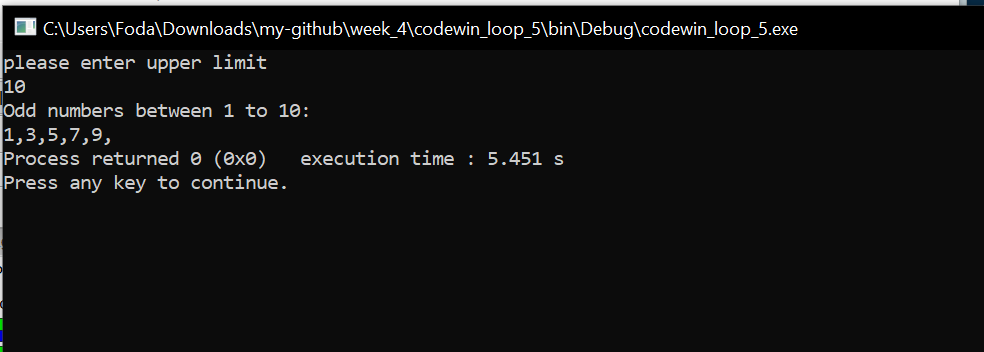 C:\Users\Foda\Downloads\my-github\week_4\codewin_loop_5\bin\Debug\codewin_loop_5.exe
please enter upper limit
10
Odd numbers between 1 to 10:
1,3,5,7,9,
Process returned 0 (0x0)   execution time : 5.451 s
Press any key to continue.